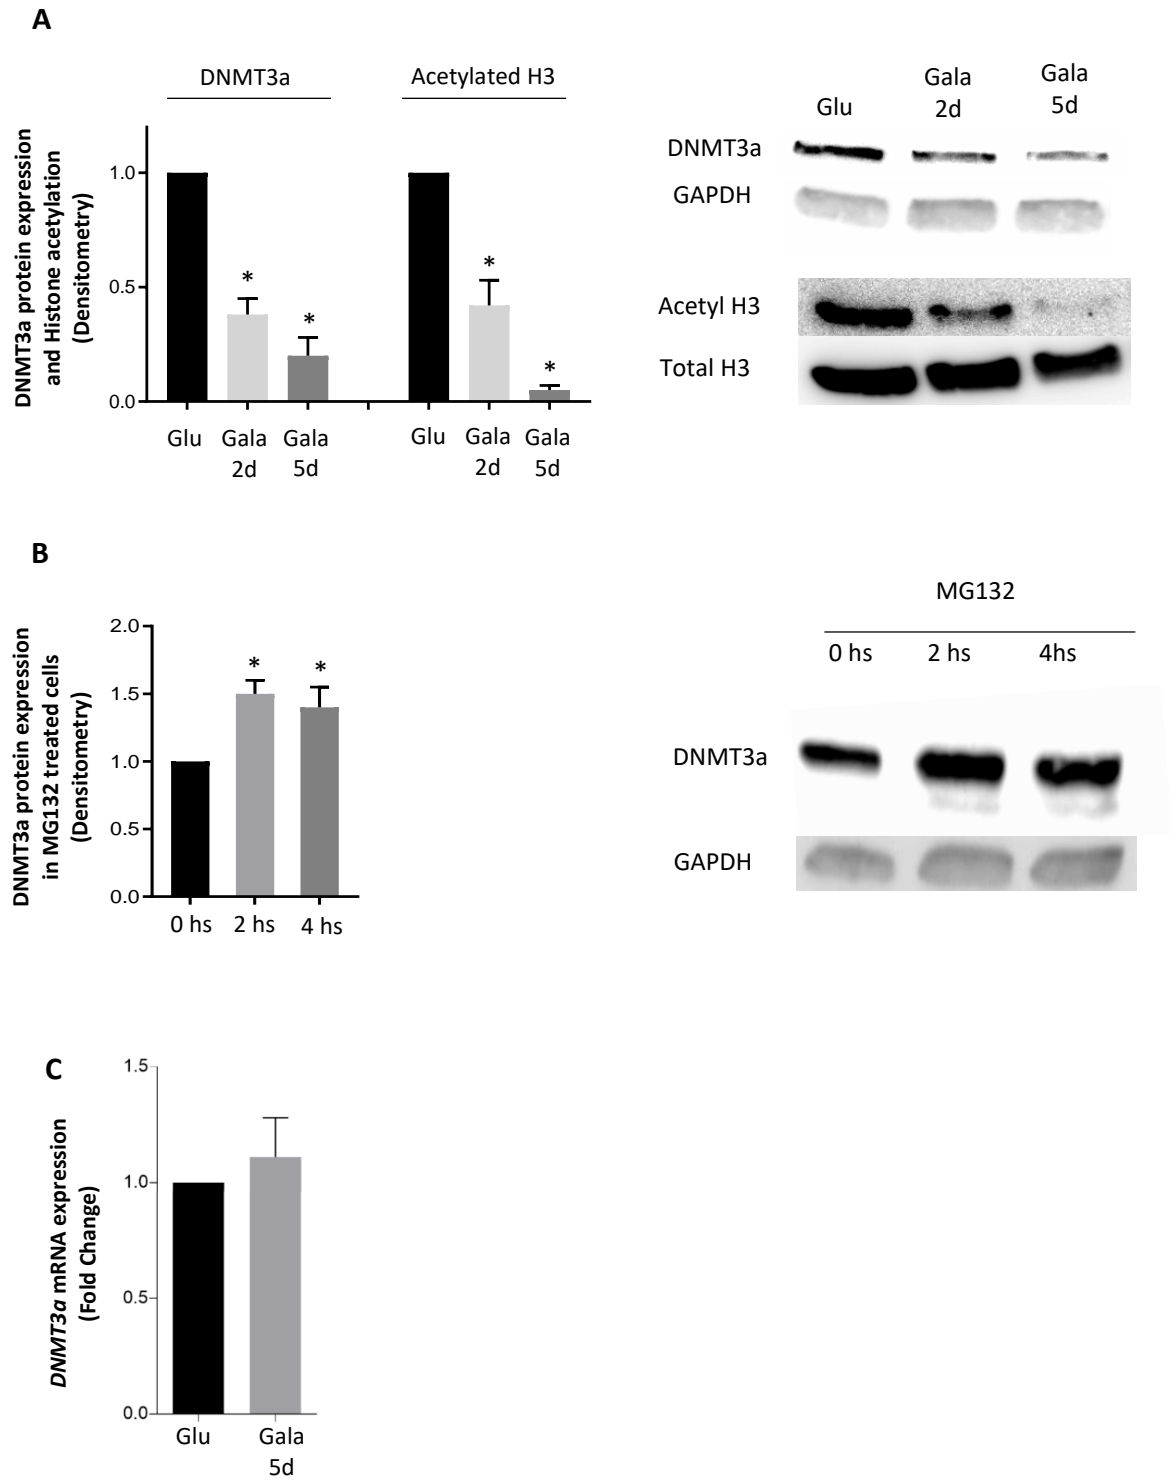 A
DNMT3a
Acetylated H3
DNMT3a protein expression
and Histone acetylation
(Densitometry)
1.0
0.5
0.0
*
*
*
*
Glu
Gala
2d
Gala
5d
Glu
Gala
2d
Gala
5d
Glu
Gala
2d
Gala
5d
DNMT3a
GAPDH
Acetyl H3
Total H3
B
DNMT3a protein expression
in MG132 treated cells
(Densitometry)
2.0
1.5
1.0
0.5
0.0
*
*
0 hs
2 hs
4 hs
MG132
0 hs
2 hs
4hs
DNMT3a
GAPDH
C
DNMT3a mRNA expression
(Fold Change)
1.5
1.0
0.5
0.0
Glu
Gala
5d